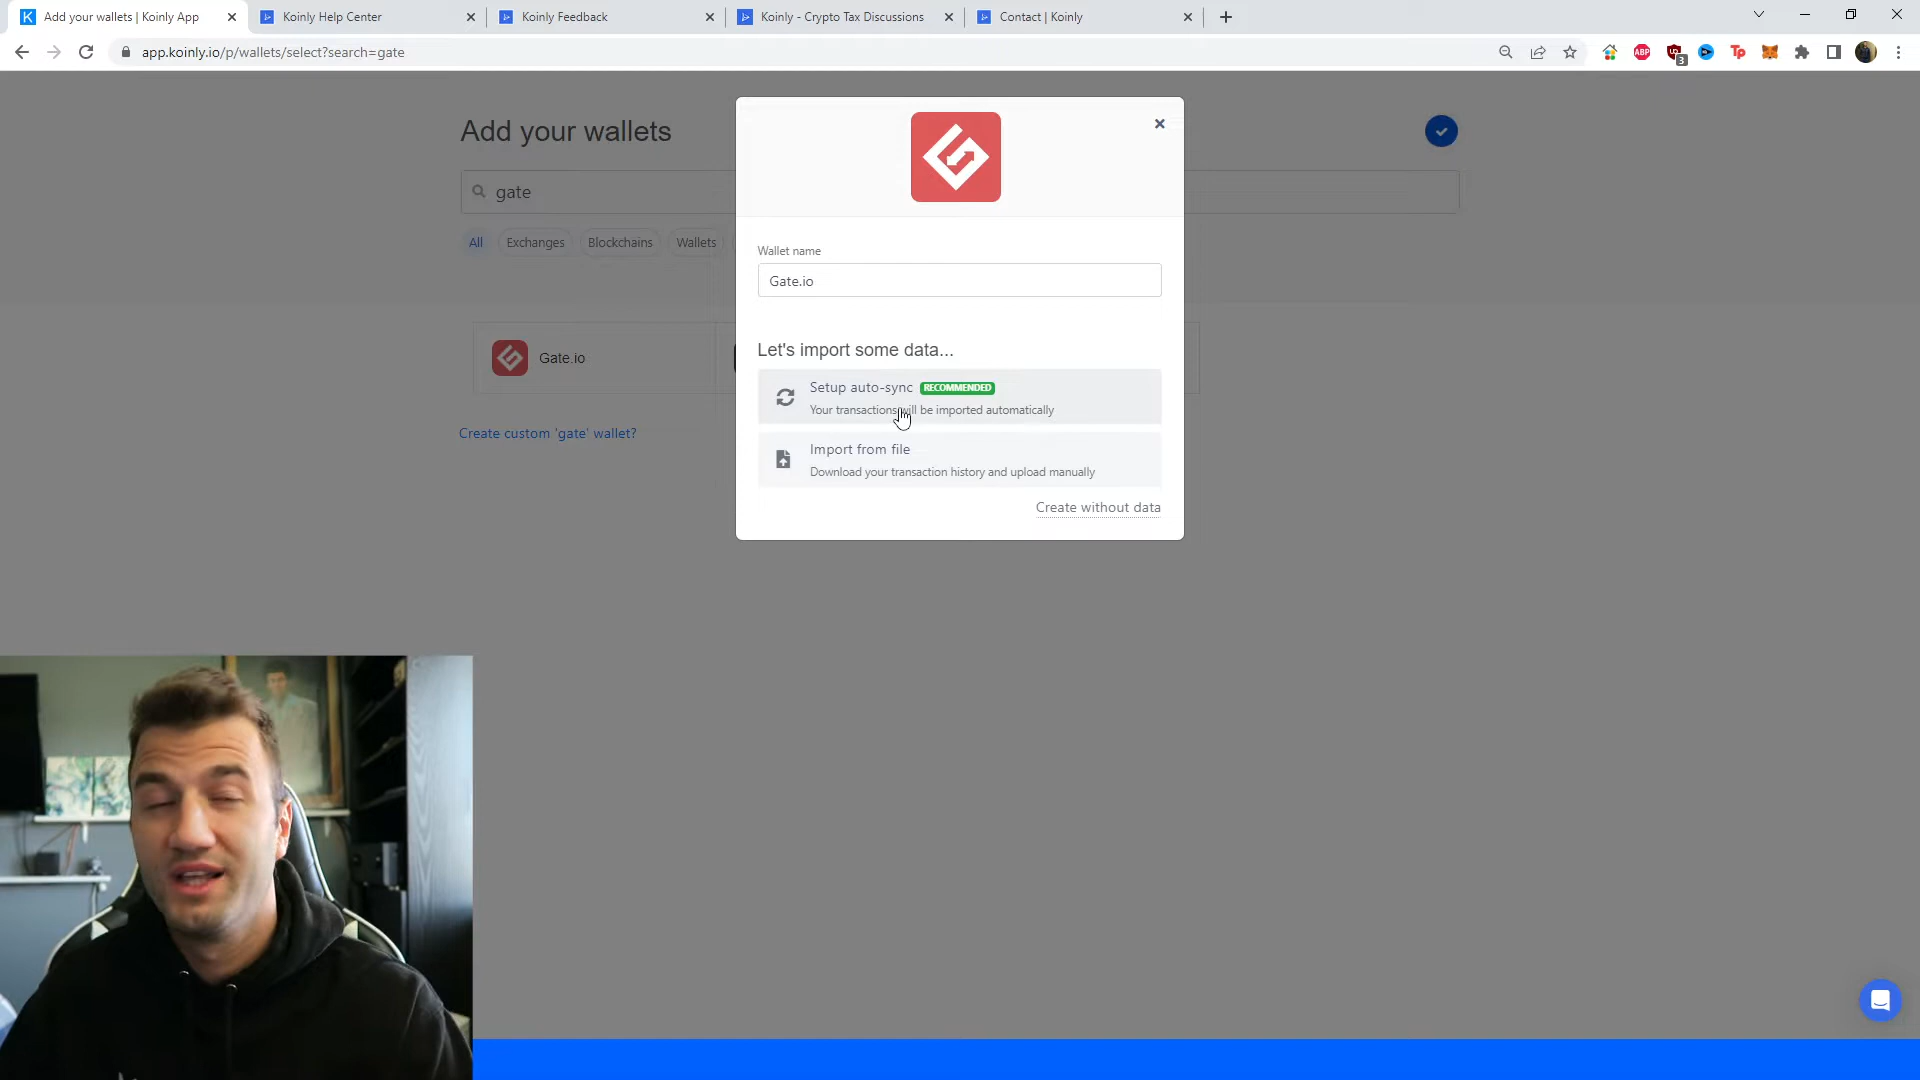 Add your wallets | Koinly App
Koinly Help Center
Koinly Feedback
Koinly - Crypto Tax Discussions
Contact | Koinly
app.koinly.io/p/wallets/select?search=gate
ABP
3
Tp
Add your wallets
gate
All
Exchanges
Blockchains
Wallets
Wallet name
Gate.io
Let's import some data...
Gate.io
Setup auto-sync RECOMMENDED
Your transactions will be imported automatically
Create custom 'gate' wallet?
Import from file
Download your transaction history and upload manually
Create without data